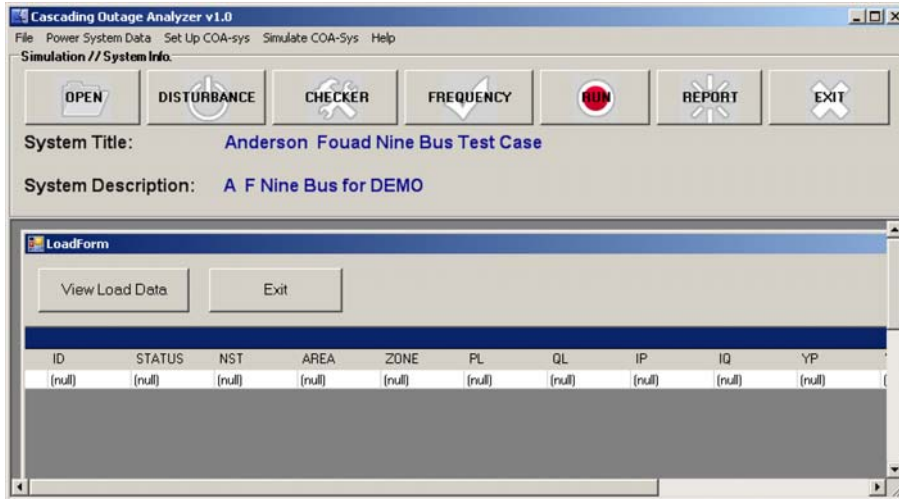 Cascading Outage Analyzer v1.0
File Power System Data Set Up COA-sys Simulate COA-Sys Help
Simulation // System Info.
OPEN DISTURBANCE CHECKER FREQUENCY RUN REPORT EXIT
System Title: Anderson Fouad Nine Bus Test Case
System Description: A F Nine Bus for DEMO
LoadForm
View Load Data Exit
ID STATUS NST AREA ZONE PL QL IP IQ YP
(null) (null) (null) (null) (null) (null) (null) (null) (null) (null)